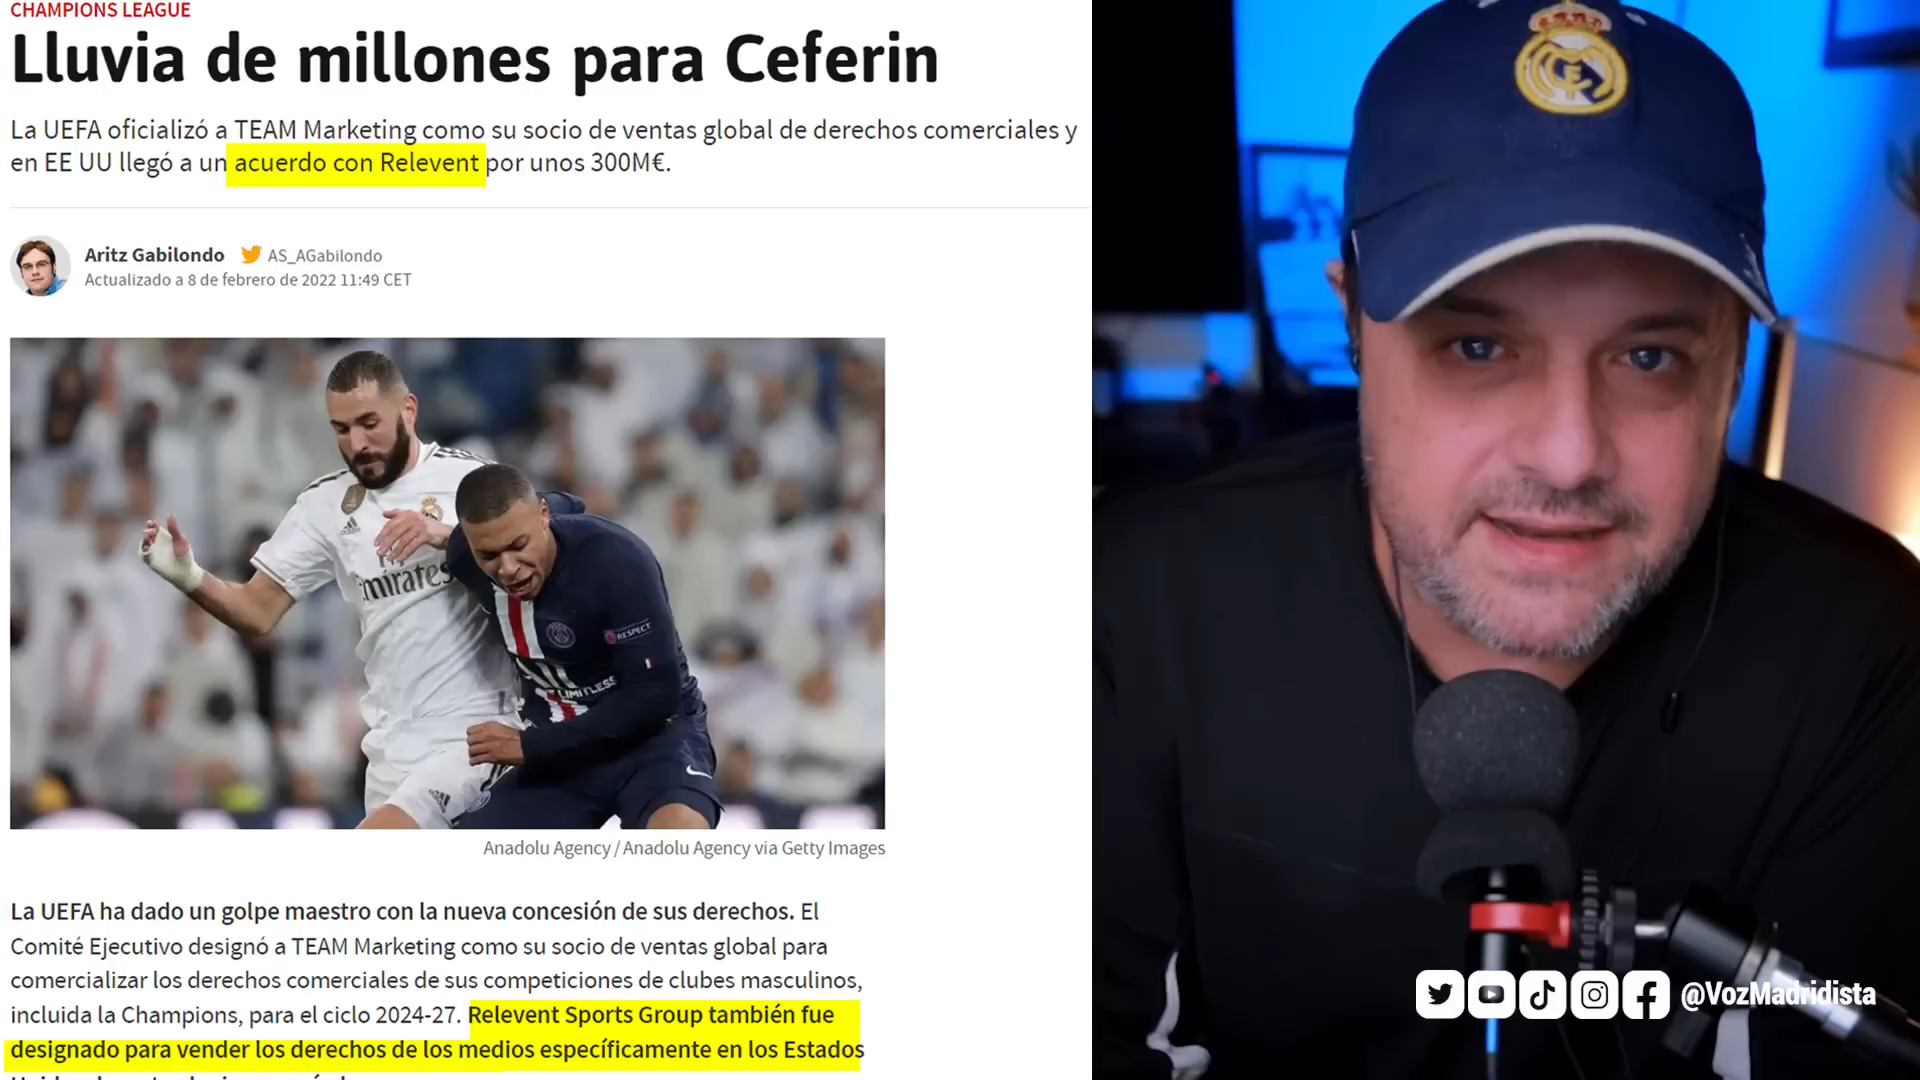 CHAMPIONS LEAGUE
Lluvia de millones para Ceferin
La UEFA oficializó a TEAM Marketing como su socio de ventas global de derechos comerciales y
en EE UU llegó a un acuerdo con Relevent por unos 300M€.
Aritz Gabilondo AS_AGabilondo
Actualizado a 8 de febrero de 2022 11:49 CET
Emirates
RESPECT
LIMITLESS
Anadolu Agency / Anadolu Agency via Getty Images
La UEFA ha dado un golpe maestro con la nueva concesión de sus derechos. El
Comité Ejecutivo designó a TEAM Marketing como su socio de ventas global para
comercializar los derechos comerciales de sus competiciones de clubes masculinos,
incluida la Champions, para el ciclo 2024-27. Relevent Sports Group también fue
designado para vender los derechos de los medios específicamente en los Estados
@VozMadridista